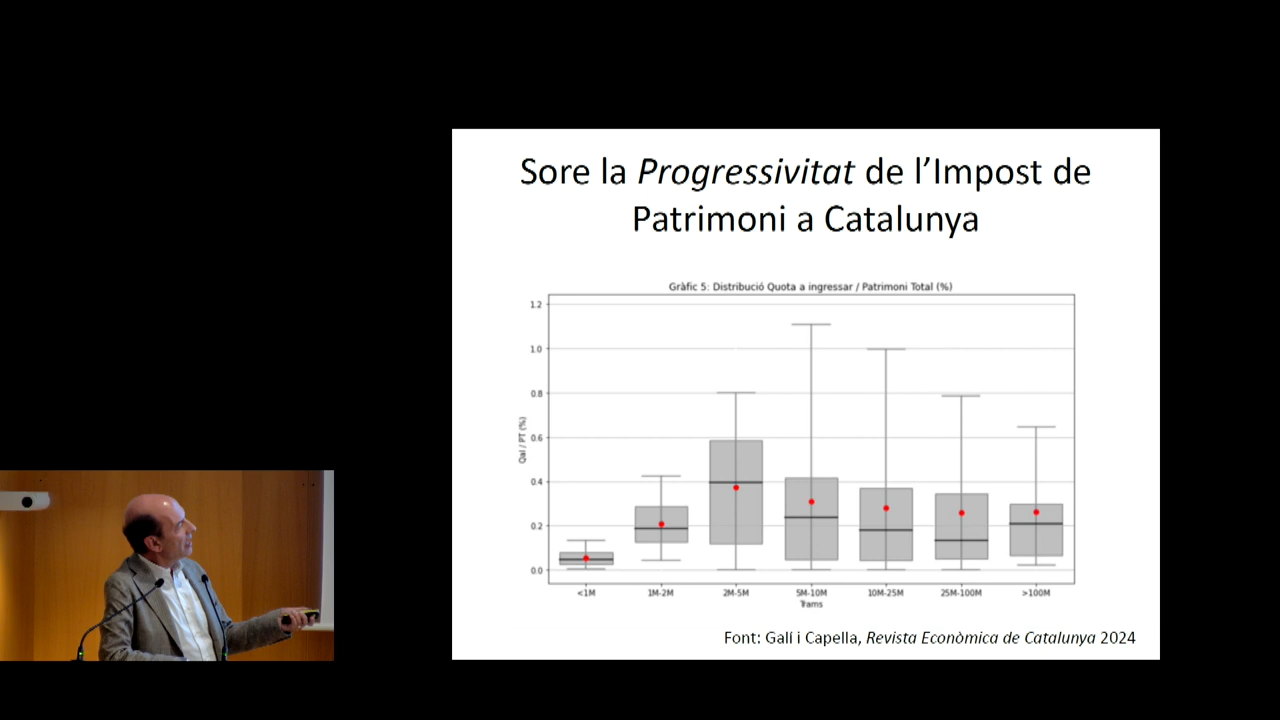 Sore la Progressivitat de l’Impost de
Patrimoni a Catalunya
Gràfic 5: Distribució Quota a ingressar / Patrimoni Total (%)
1.2
1.0
0.8
0.6
0.4
0.2
0.0
QaI / PT (%)
<1M
1M-2M
2M-5M
5M-10M
10M-25M
25M-100M
>100M
Trams
Font: Galí i Capella, Revista Econòmica de Catalunya 2024